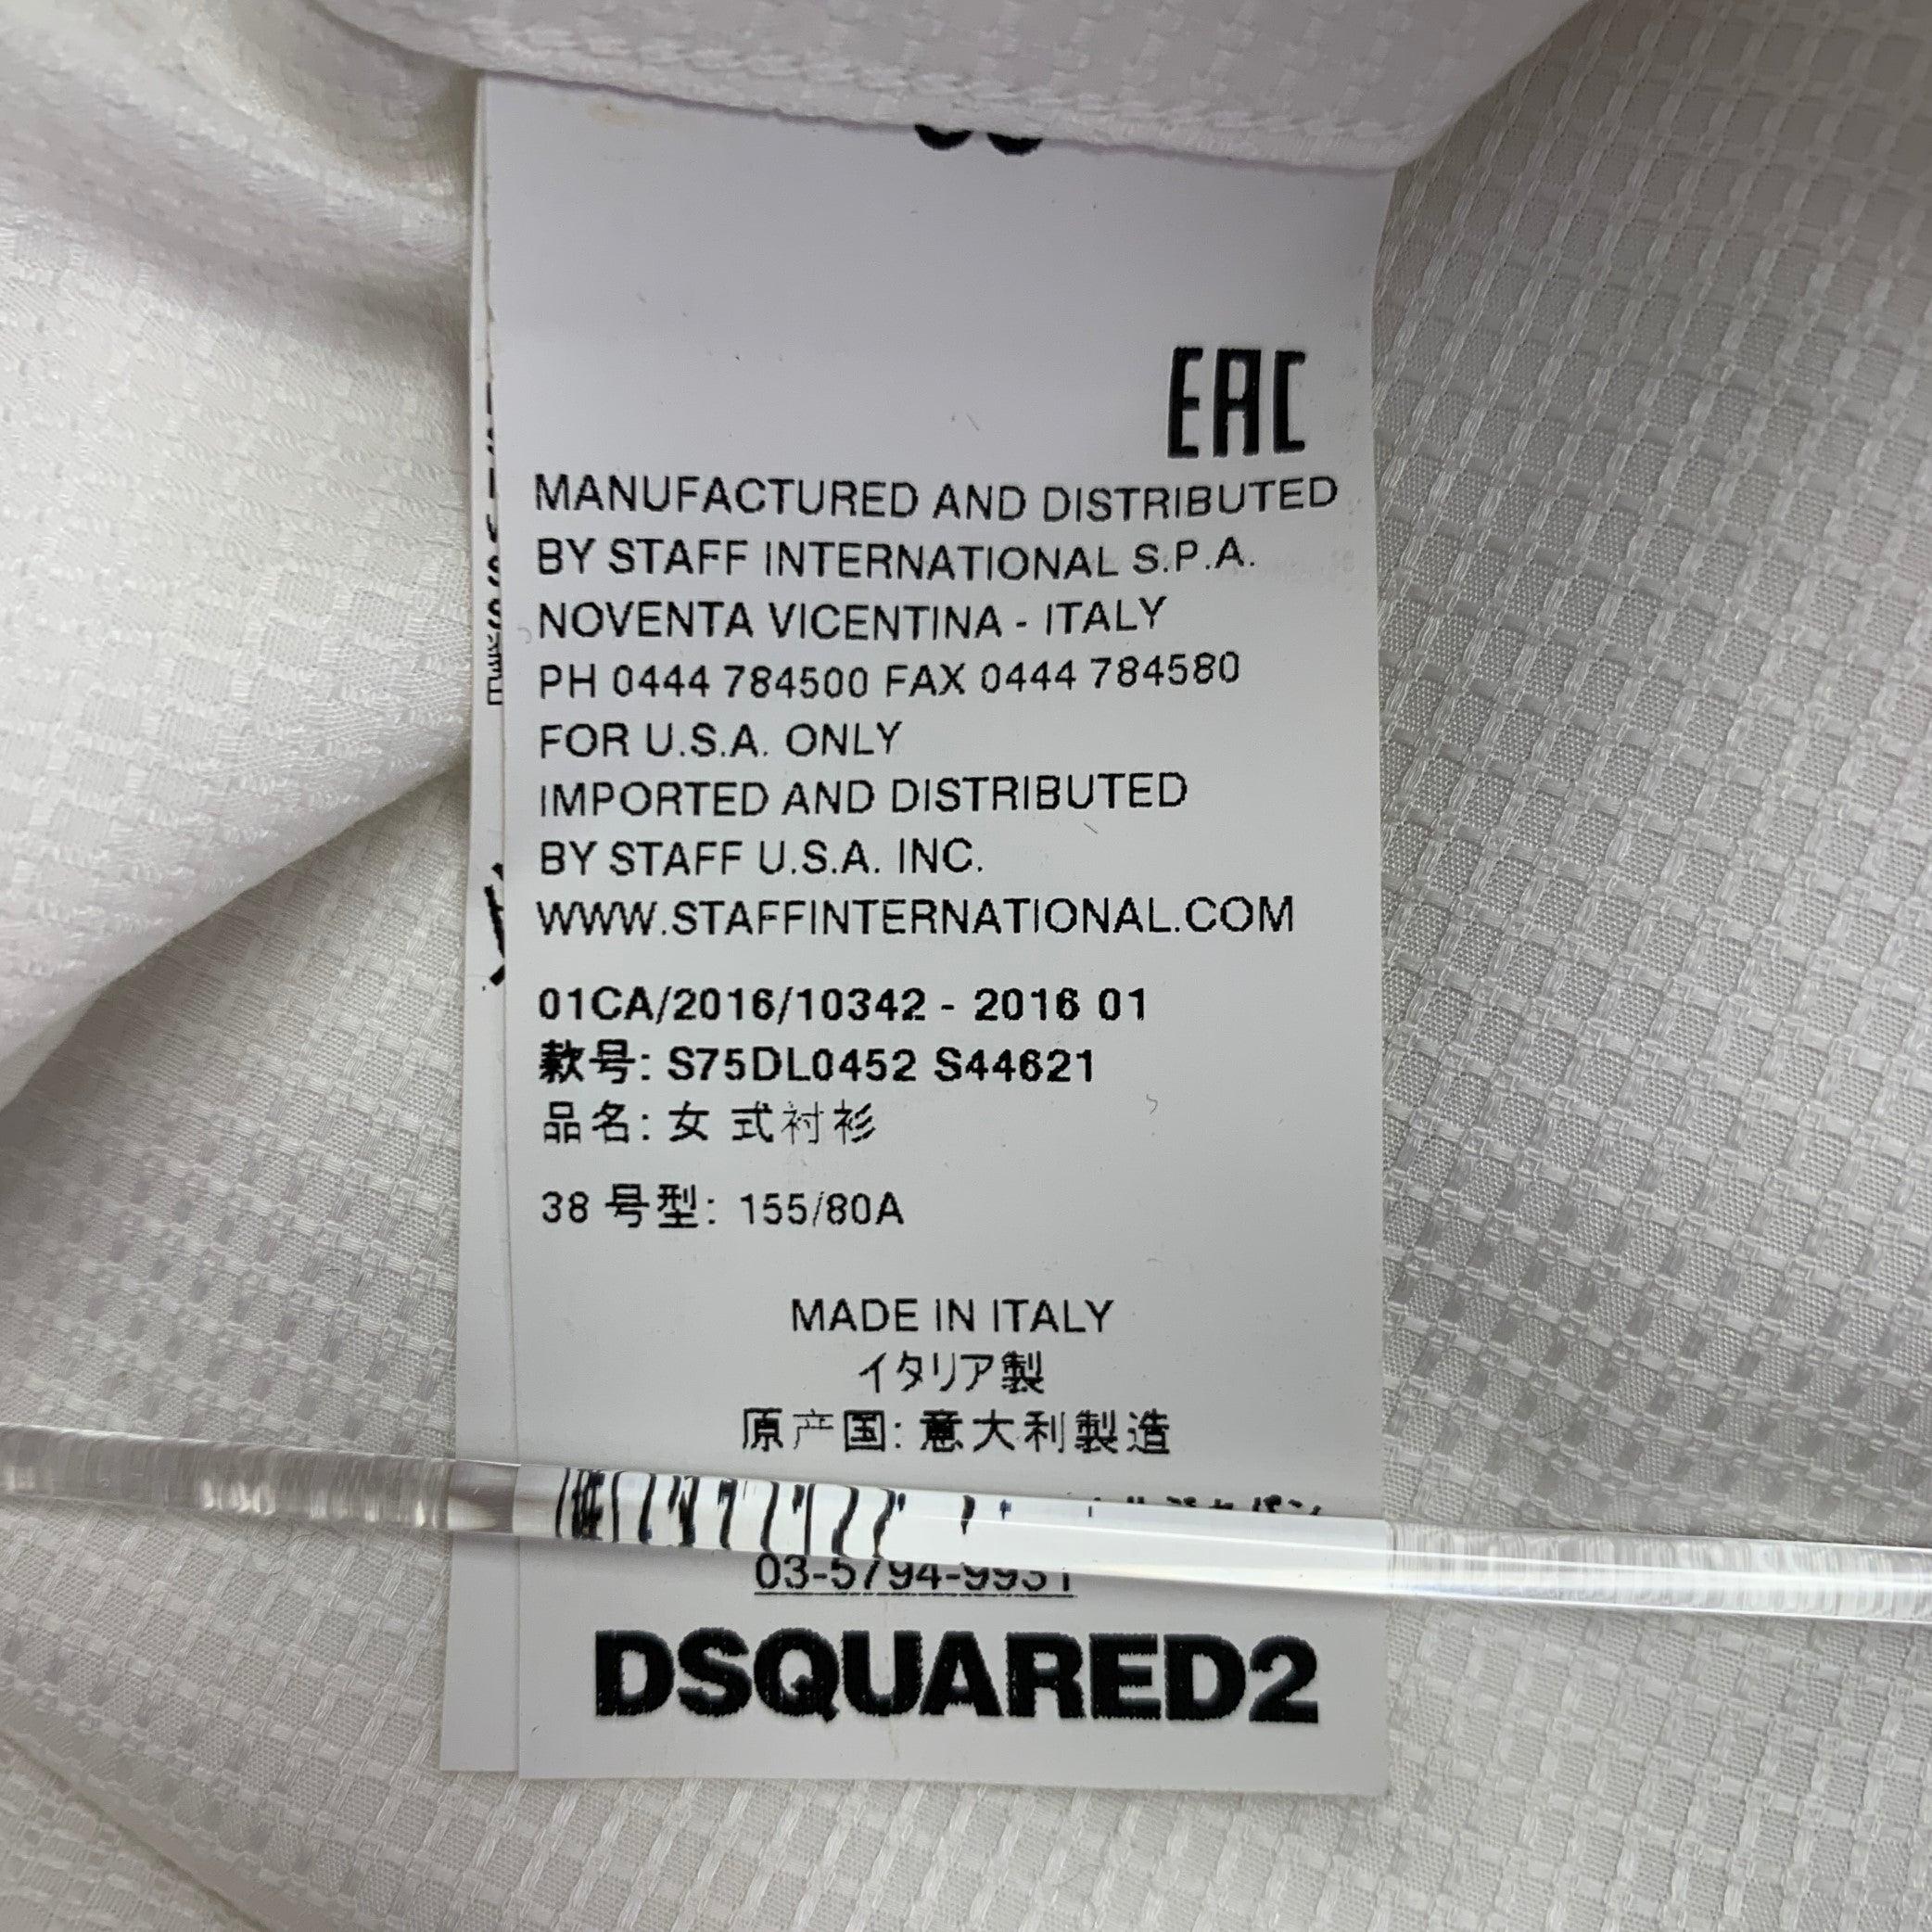 EAC
MANUFACTURED AND DISTRIBUTED
BY STAFF INTERNATIONAL S.P.A.
NOVENTA VICENTINA - ITALY
PH 0444 784500 FAX 0444 784580
FOR U.S.A. ONLY
IMPORTED AND DISTRIBUTED
BY STAFF U.S.A. INC.
WWW.STAFFINTERNATIONAL.COM
01CA/2016/10342 - 2016 01
款号: S75DL0452 S44621
品名: 女 式衬衫
38 号型: 155/80A
MADE IN ITALY
イタリア製
原产国: 意大利製造
03-5794-9931
DSQUARED2